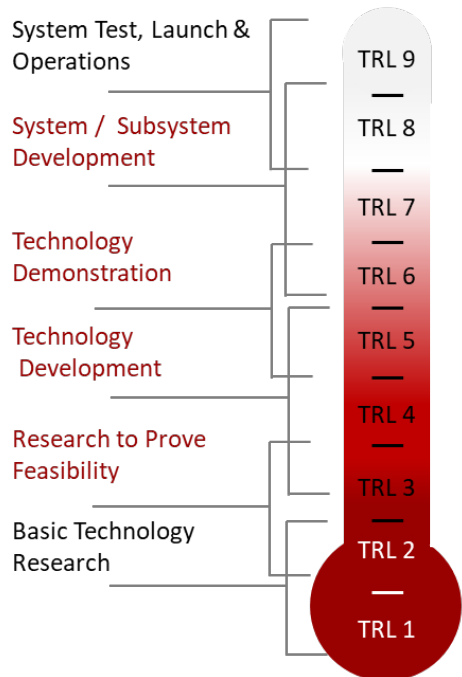 System Test, Launch &
Operations
System / Subsystem
Development
Technology
Demonstration
Technology
Development
Research to Prove
Feasibility
Basic Technology
Research
TRL 9
TRL 8
TRL 7
TRL 6
TRL 5
TRL 4
TRL 3
TRL 2
TRL 1